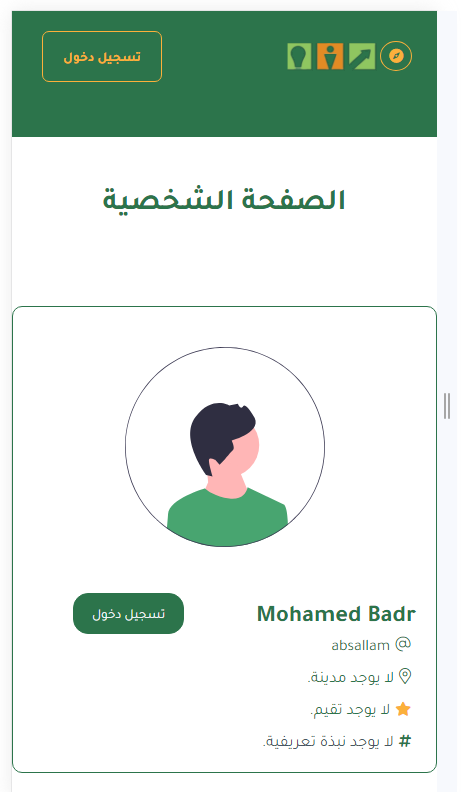 تسجيل دخول
الصفحة الشخصية
Mohamed Badr
تسجيل دخول
@ absallam
لا يوجد مدينة.
لا يوجد تقيم.
# لا يوجد نبذة تعريفية.